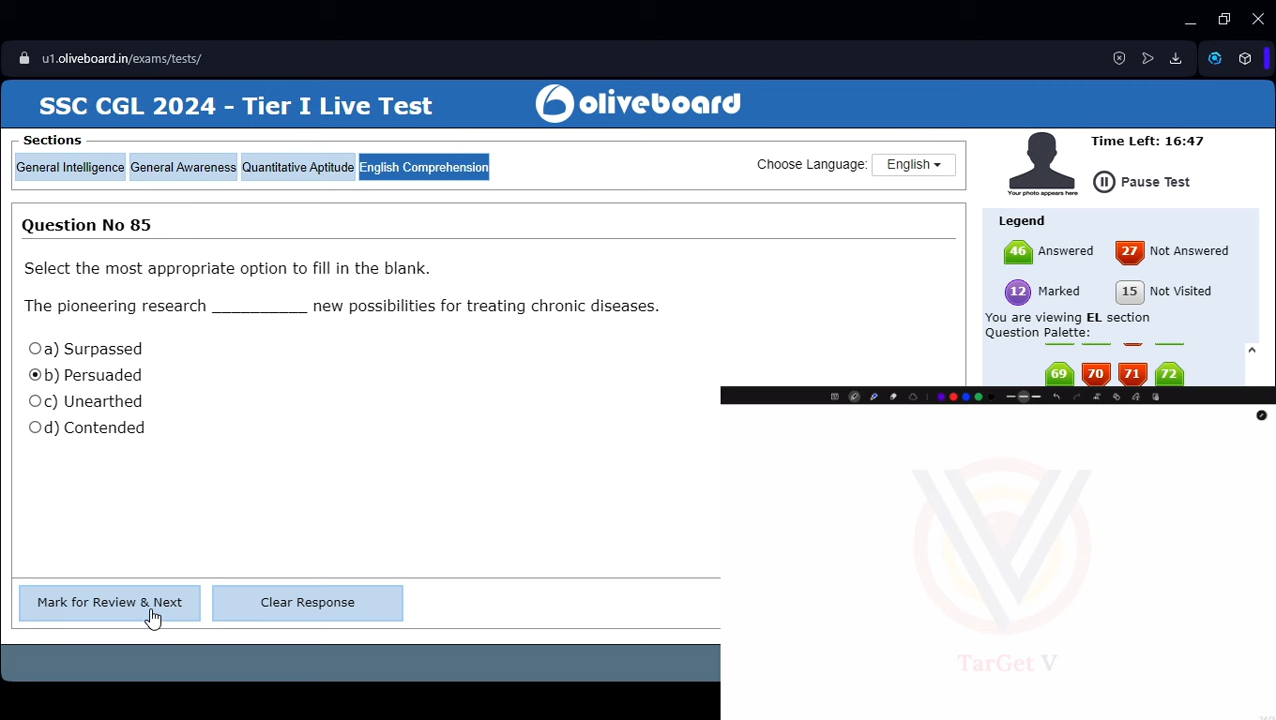 u1.oliveboard.in/exams/tests/
SSC CGL 2024 - Tier I Live Test
oliveboard
Sections
General Intelligence General Awareness Quantitative Aptitude English Comprehension
Choose Language: English
Time Left: 16:47
Your photo appears here
Pause Test
Question No 85
Legend
46 Answered 27 Not Answered
12 Marked 15 Not Visited
You are viewing EL section
Question Palette:
69 70 71 72
Select the most appropriate option to fill in the blank.
The pioneering research __________ new possibilities for treating chronic diseases.
a) Surpassed
b) Persuaded
c) Unearthed
d) Contended
Mark for Review & Next Clear Response
TarGet V